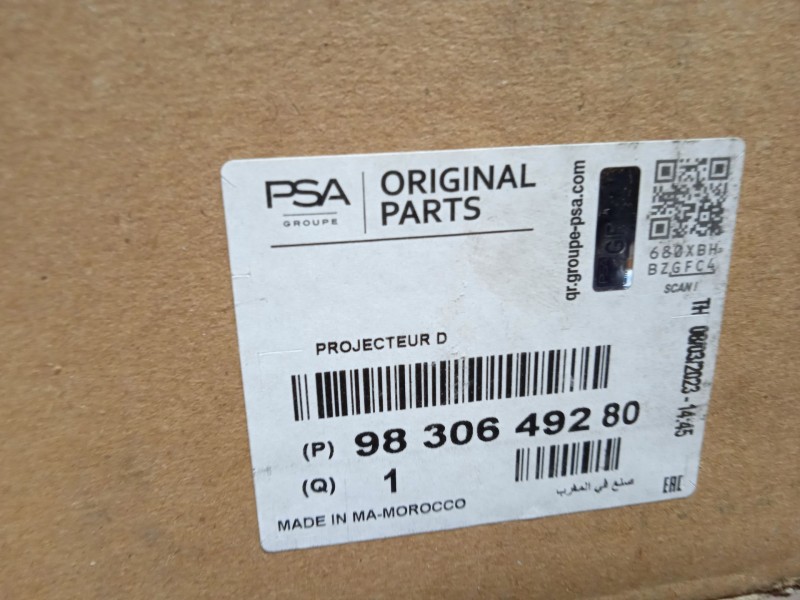 PSA
GROUPE
ORIGINAL
PARTS
qr.groupe-psa.com
680XBH
BZGFC4
SCAN !
TH 08/03/2023 - 14:45
PROJECTEUR D
(P) 98 306 492 80
(Q) 1
صنع في المغرب
EAC
MADE IN MA-MOROCCO